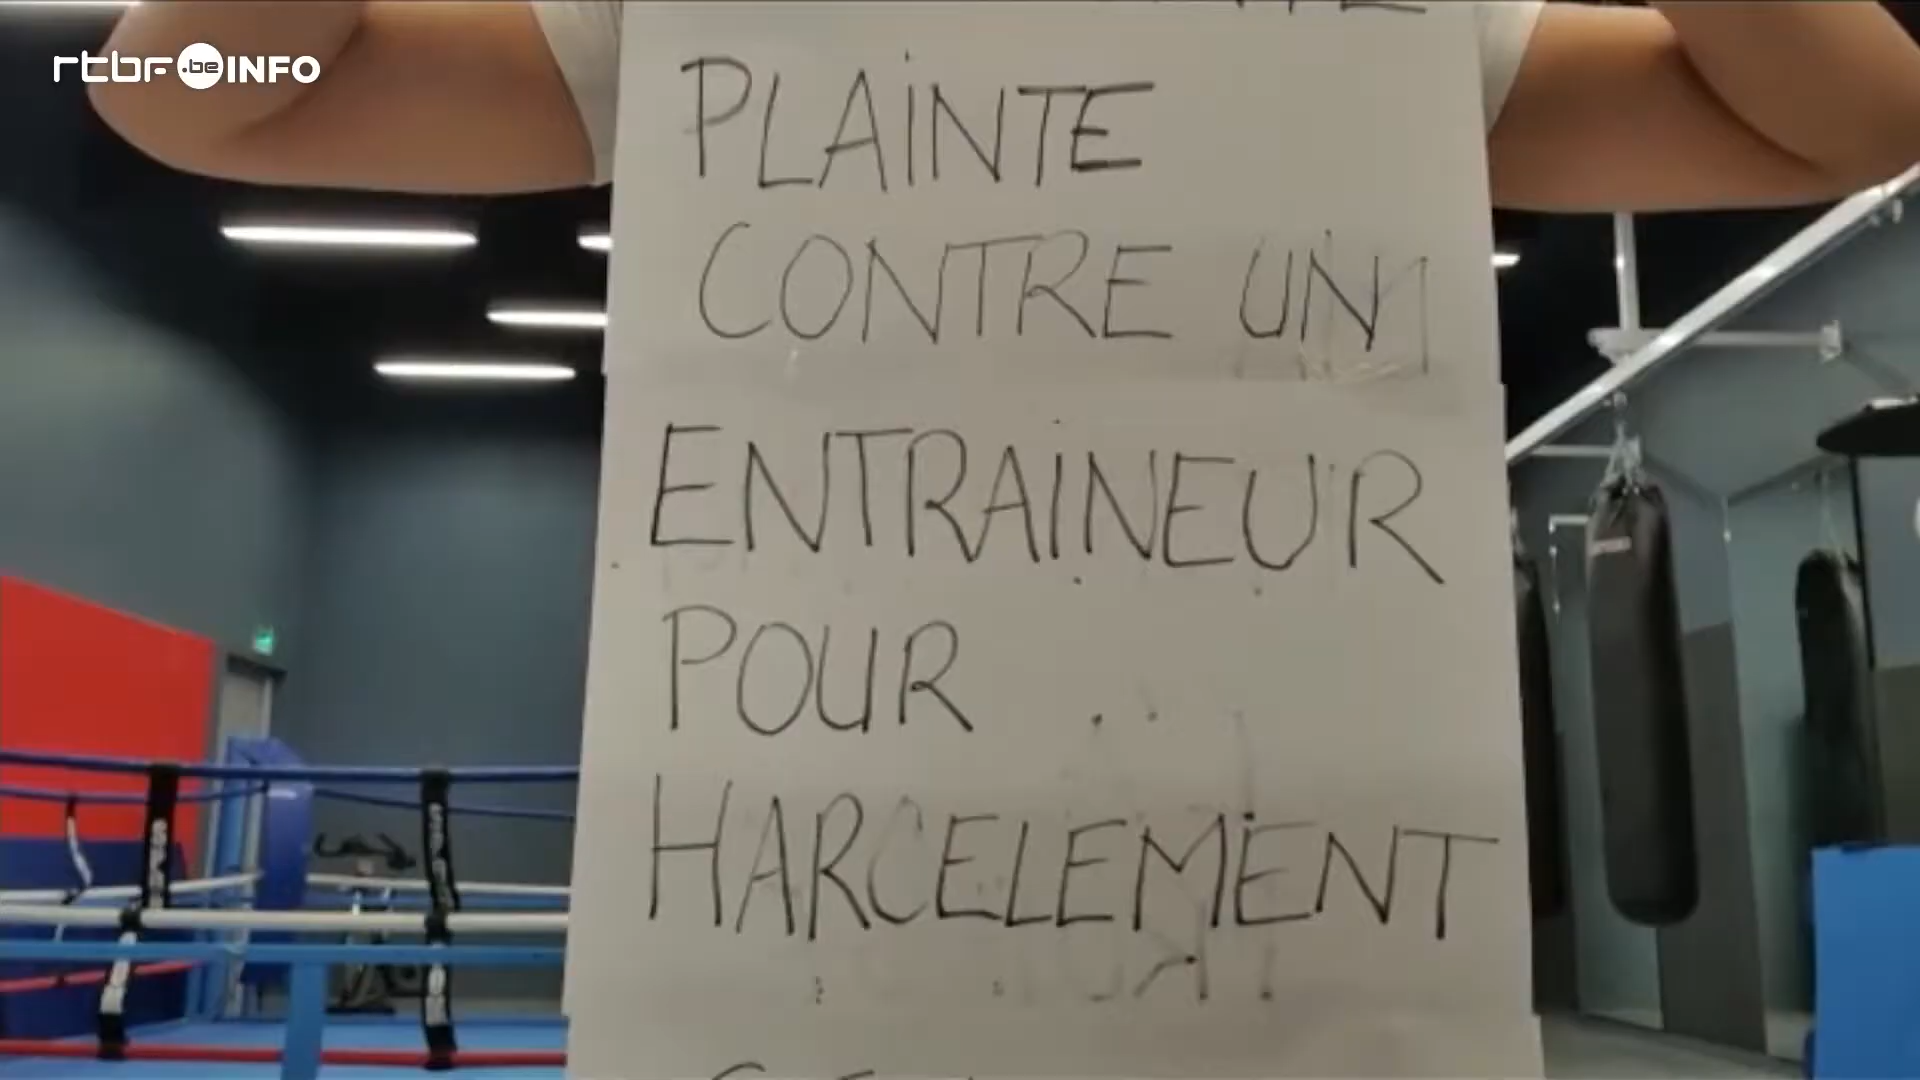 rtbf.be INFO
PLAINTE
CONTRE UN
ENTRAINEUR
POUR
HARCELEMENT